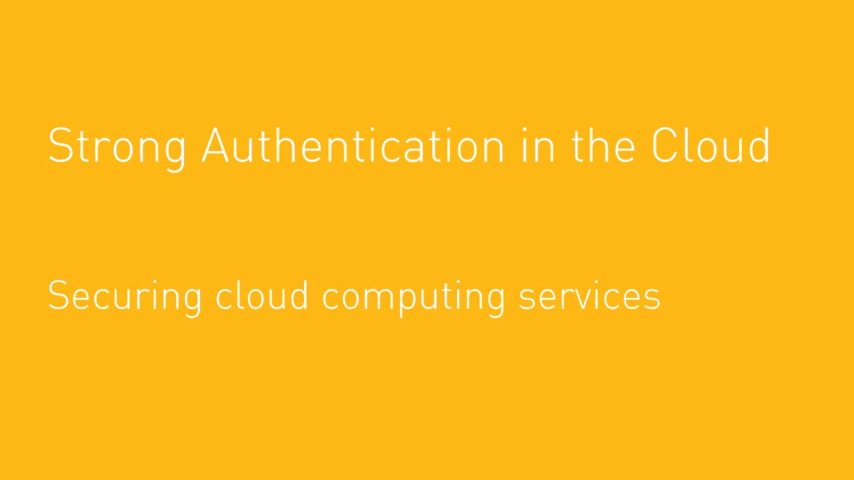 Strong Authentication in the Cloud
Securing cloud computing services